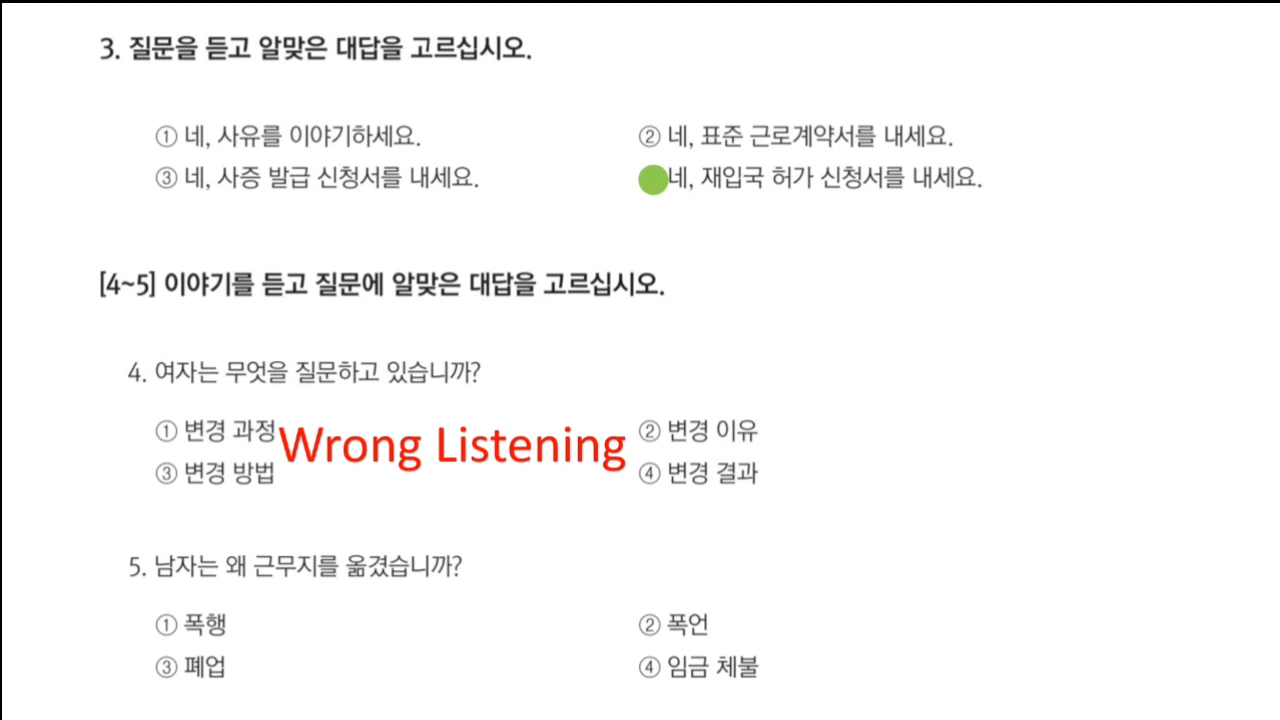 3. 질문을 듣고 알맞은 대답을 고르십시오.
① 네, 사유를 이야기하세요. ② 네, 표준 근로계약서를 내세요.
③ 네, 사증 발급 신청서를 내세요. 네, 재입국 허가 신청서를 내세요.
[4~5] 이야기를 듣고 질문에 알맞은 대답을 고르십시오.
4. 여자는 무엇을 질문하고 있습니까?
① 변경 과정 ② 변경 이유
Wrong Listening
③ 변경 방법 ④ 변경 결과
5. 남자는 왜 근무지를 옮겼습니까?
① 폭행 ② 폭언
③ 폐업 ④ 임금 체불